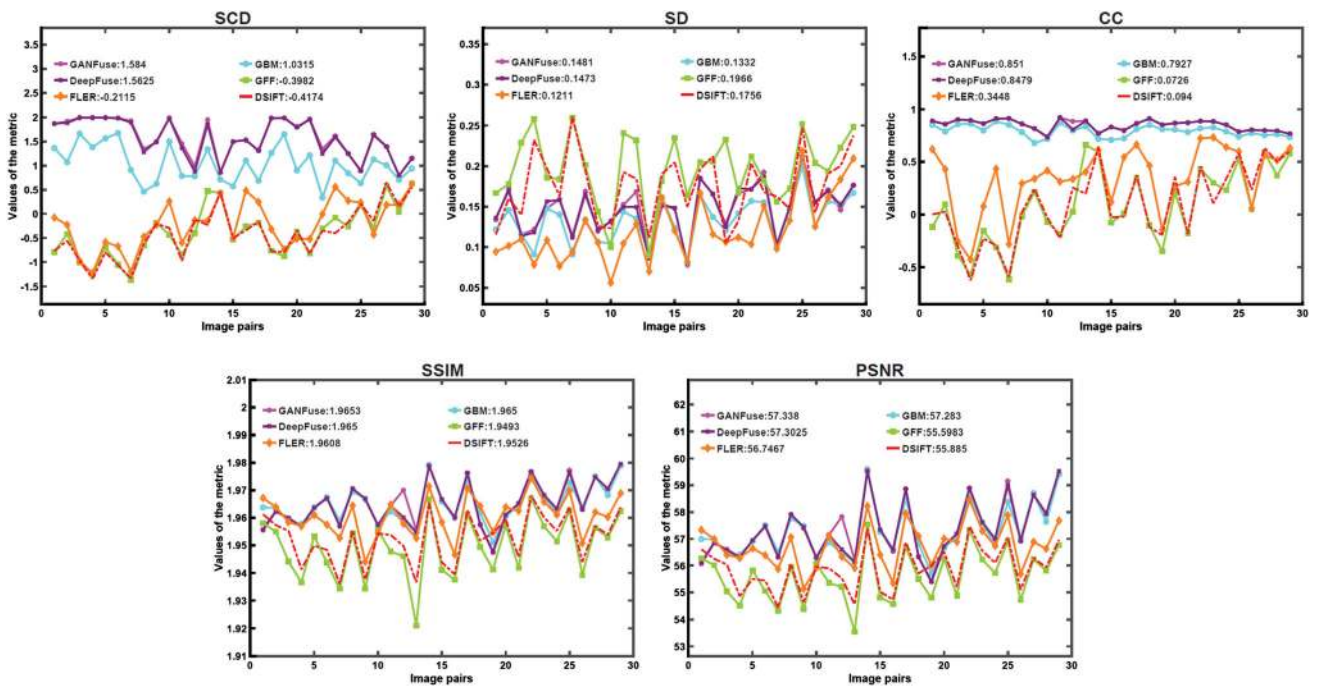 SCD
3.5
3
2.5
2
1.5
1
0.5
0
-0.5
-1
-1.5
GANFuse:1.584
DeepFuse:1.5625
FLER:-0.2115
GBM:1.0315
GFF:-0.3982
DSIFT:-0.4174
0 5 10 15 20 25 30
Values of the metric
Image pairs
SD
0.35
0.3
0.25
0.2
0.15
0.1
0.05
GANFuse:0.1481
DeepFuse:0.1473
FLER:0.1211
GBM:0.1332
GFF:0.1966
DSIFT:0.1756
0 5 10 15 20 25 30
Values of the metric
Image pairs
CC
1.5
1
0.5
0
-0.5
GANFuse:0.851
DeepFuse:0.8479
FLER:0.3448
GBM:0.7927
GFF:0.0726
DSIFT:0.094
0 5 10 15 20 25 30
Values of the metric
Image pairs
SSIM
2.01
2
1.99
1.98
1.97
1.96
1.95
1.94
1.93
1.92
1.91
GANFuse:1.9653
DeepFuse:1.965
FLER:1.9608
GBM:1.965
GFF:1.9493
DSIFT:1.9526
0 5 10 15 20 25 30
Values of the metric
Image pairs
PSNR
62
61
60
59
58
57
56
55
54
53
GANFuse:57.338
DeepFuse:57.3025
FLER:56.7467
GBM:57.283
GFF:55.5983
DSIFT:55.885
0 5 10 15 20 25 30
Values of the metric
Image pairs